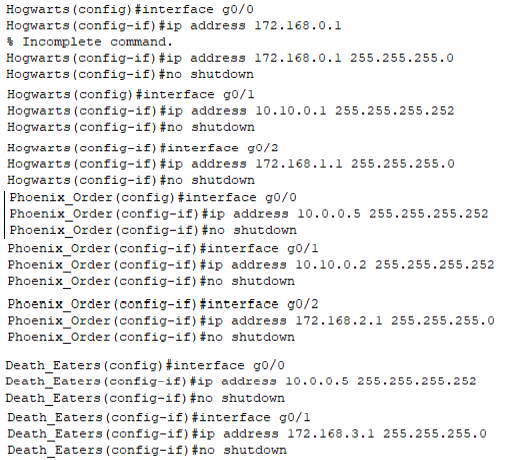 Hogwarts(config)#interface g0/0
Hogwarts(config-if)#ip address 172.168.0.1
% Incomplete command.
Hogwarts(config-if)#ip address 172.168.0.1 255.255.255.0
Hogwarts(config-if)#no shutdown
Hogwarts(config)#interface g0/1
Hogwarts(config-if)#ip address 10.10.0.1 255.255.255.252
Hogwarts(config-if)#no shutdown
Hogwarts(config-if)#interface g0/2
Hogwarts(config-if)#ip address 172.168.1.1 255.255.255.0
Hogwarts(config-if)#no shutdown
Phoenix_Order(config)#interface g0/0
Phoenix_Order(config-if)#ip address 10.0.0.5 255.255.255.252
Phoenix_Order(config-if)#no shutdown
Phoenix_Order(config-if)#interface g0/1
Phoenix_Order(config-if)#ip address 10.10.0.2 255.255.255.252
Phoenix_Order(config-if)#no shutdown
Phoenix_Order(config-if)#interface g0/2
Phoenix_Order(config-if)#ip address 172.168.2.1 255.255.255.0
Phoenix_Order(config-if)#no shutdown
Death_Eaters(config)#interface g0/0
Death_Eaters(config-if)#ip address 10.0.0.5 255.255.255.252
Death_Eaters(config-if)#no shutdown
Death_Eaters(config-if)#interface g0/1
Death_Eaters(config-if)#ip address 172.168.3.1 255.255.255.0
Death_Eaters(config-if)#no shutdown